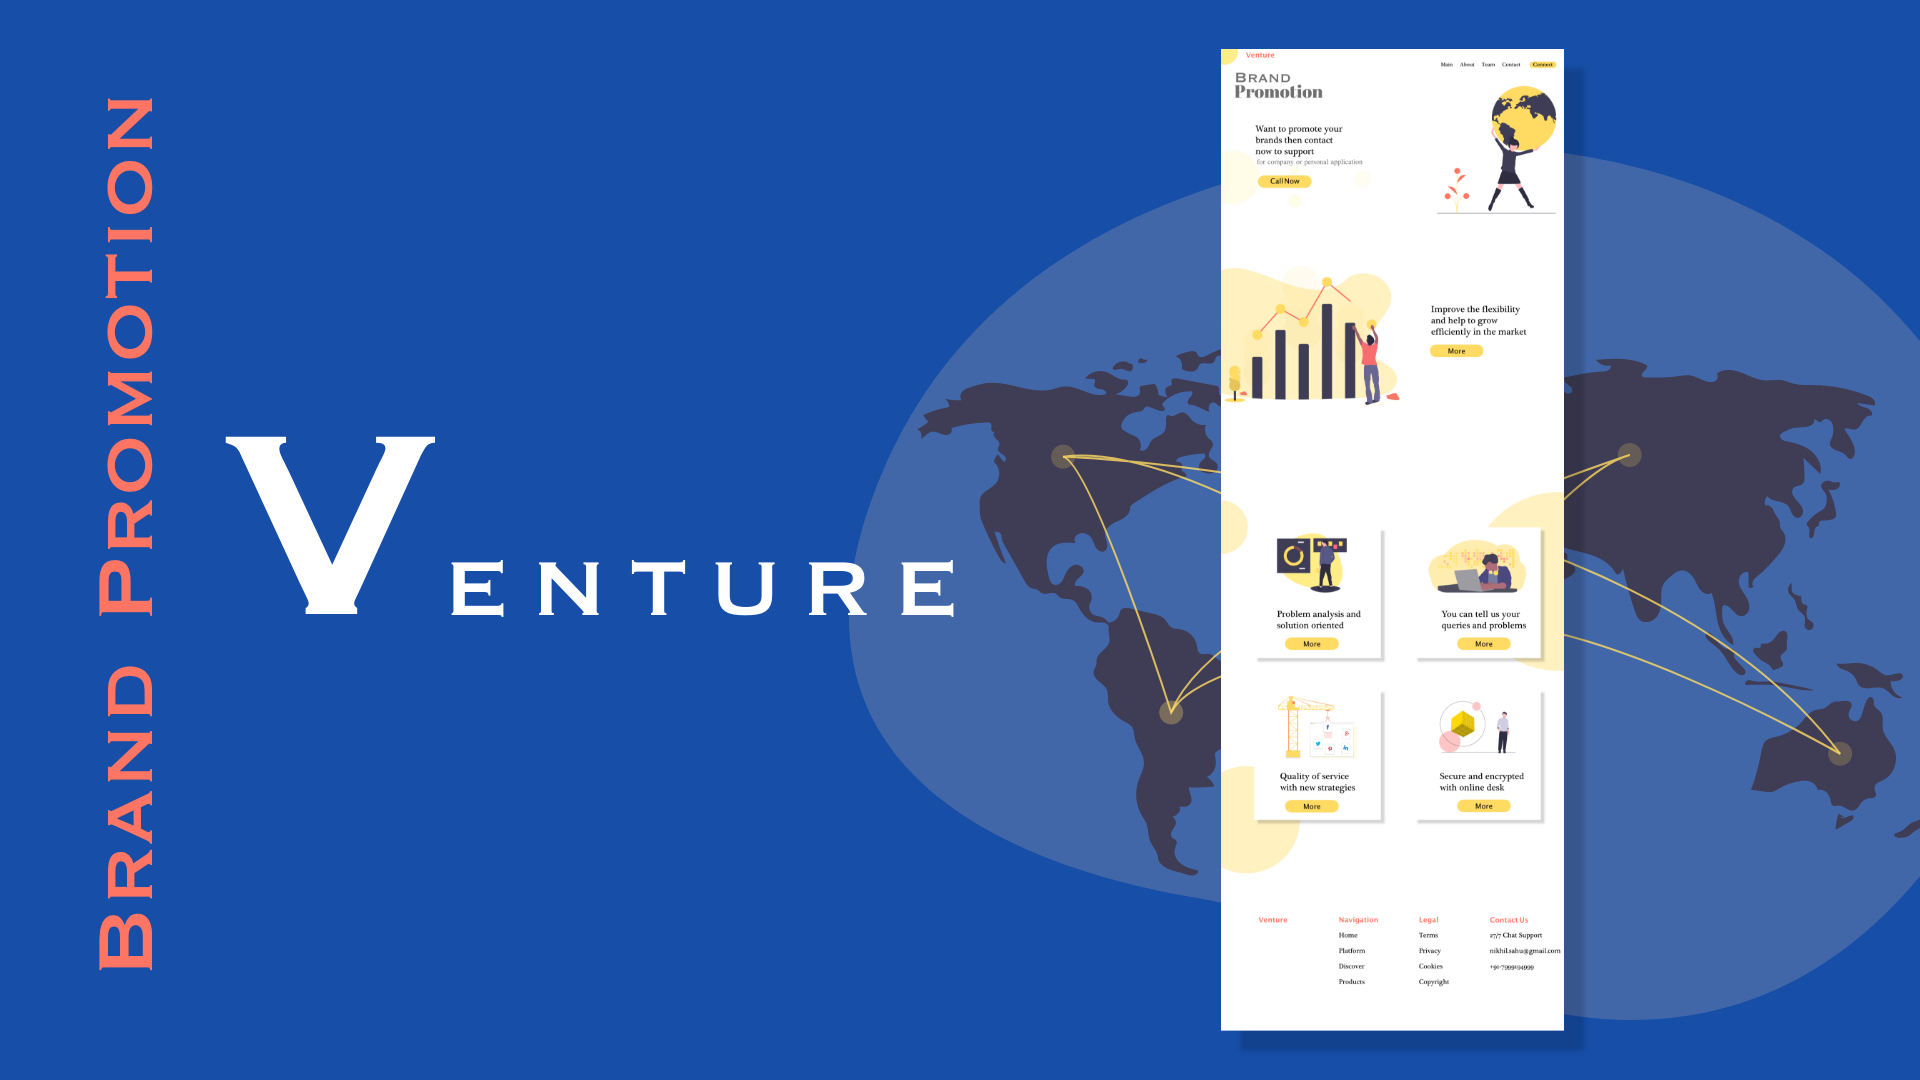 BRAND PROMOTION
VENTURE
Venture
Main About Team Contact Connect
BRAND
Promotion
Want to promote your
brands then contact
now to support
for company or personal application
Call Now
Improve the flexibility
and help to grow
efficiently in the market
More
Problem analysis and
solution oriented
More
You can tell us your
queries and problems
More
Quality of service
with new strategies
More
Secure and encrypted
with online desk
More
Venture
Navigation
Home
Platform
Discover
Products
Legal
Terms
Privacy
Cookies
Copyright
Contact Us
27/7 Chat Support
nikhil.sahu@gmail.com